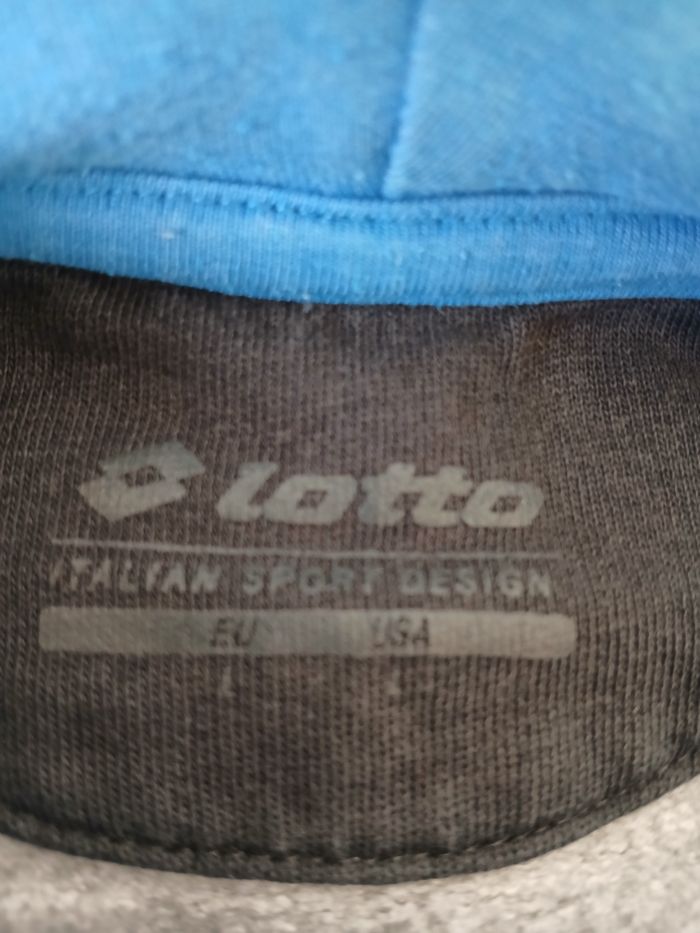 lotto
ITALIAN SPORT DESIGN
EU USA
L L